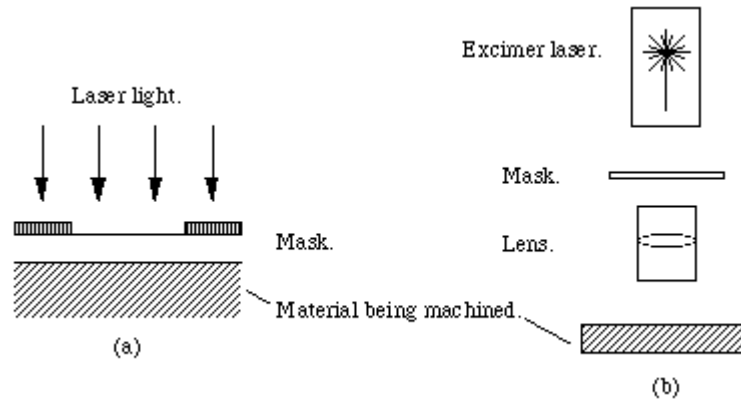 Excimer laser.
Laser light.
Mask.
Mask.
Lens.
Material being machined.
(a)
(b)